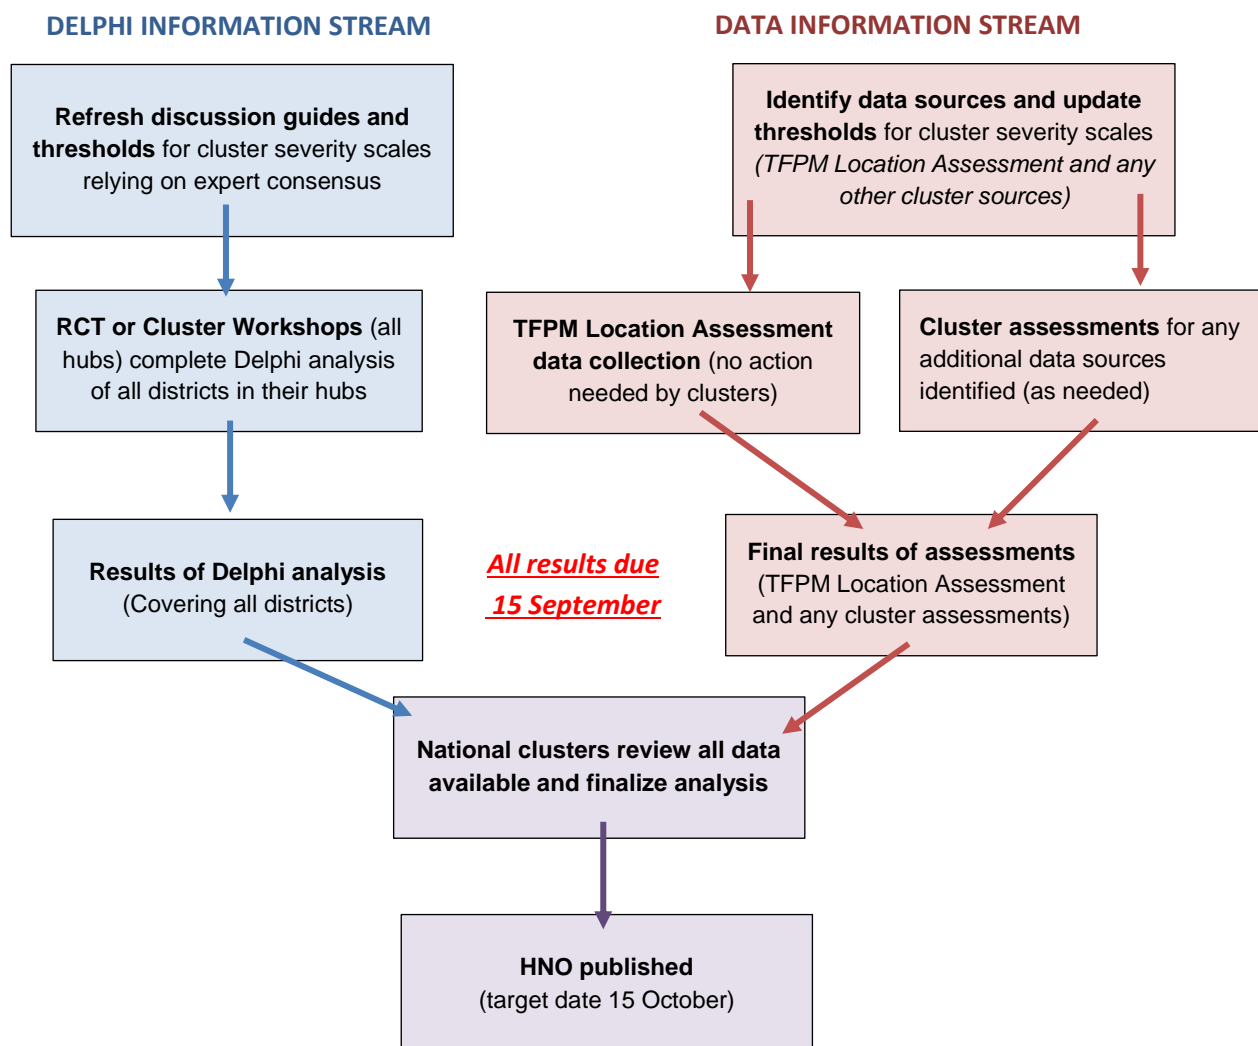 DELPHI INFORMATION STREAM
DATA INFORMATION STREAM
Refresh discussion guides and
thresholds for cluster severity scales
relying on expert consensus
Identify data sources and update
thresholds for cluster severity scales
(TFPM Location Assessment and any
other cluster sources)
RCT or Cluster Workshops (all
hubs) complete Delphi analysis
of all districts in their hubs
TFPM Location Assessment
data collection (no action
needed by clusters)
Cluster assessments for any
additional data sources
identified (as needed)
Results of Delphi analysis
(Covering all districts)
All results due
15 September
Final results of assessments
(TFPM Location Assessment
and any cluster assessments)
National clusters review all data
available and finalize analysis
HNO published
(target date 15 October)